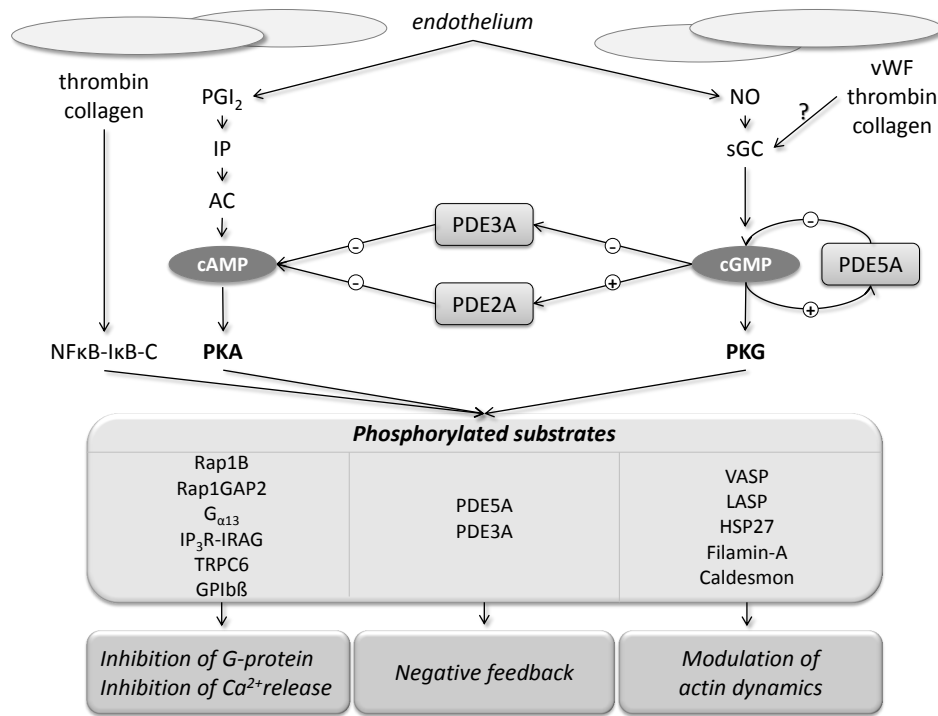 endothelium
thrombin
collagen
PGI₂
IP
AC
cAMP
NO
sGC
?
vWF
thrombin
collagen
PDE3A
PDE2A
-
-
-
+
cGMP
-
PDE5A
+
NFκB-IκB-C
PKA
PKG
Phosphorylated substrates
Rap1B
Rap1GAP2
Gα13
IP₃R-IRAG
TRPC6
GPIbß
PDE5A
PDE3A
VASP
LASP
HSP27
Filamin-A
Caldesmon
Inhibition of G-protein
Inhibition of Ca²⁺release
Negative feedback
Modulation of
actin dynamics